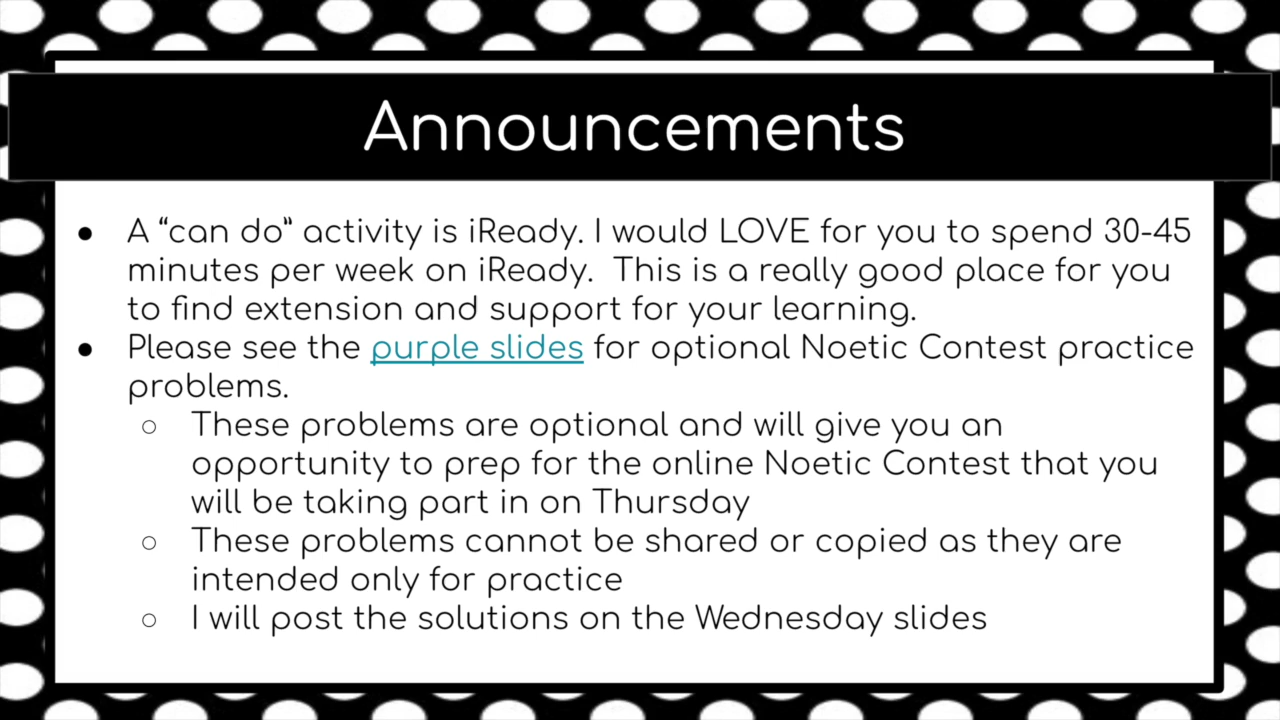 Announcements
● A “can do” activity is iReady. I would LOVE for you to spend 30-45
minutes per week on iReady.  This is a really good place for you
to find extension and support for your learning.
● Please see the purple slides for optional Noetic Contest practice
problems.
○ These problems are optional and will give you an
opportunity to prep for the online Noetic Contest that you
will be taking part in on Thursday
○ These problems cannot be shared or copied as they are
intended only for practice
○ I will post the solutions on the Wednesday slides